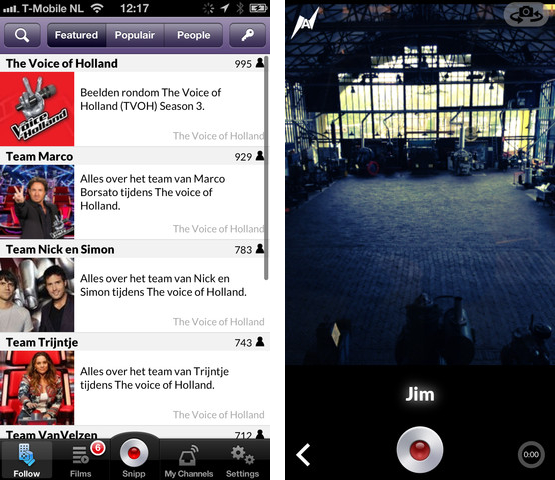 T-Mobile NL 12:17
Featured Populair People
The Voice of Holland 995
Beelden rondom The Voice of
Holland (TVOH) Season 3.
The Voice of Holland
Voice
Holland
Team Marco 929
Alles over het team van Marco
Borsato tijdens The voice of
Holland.
The Voice of Holland
Team Nick en Simon 783
Alles over het team van Nick en
Simon tijdens The voice of Holland.
The Voice of Holland
Team Trijntje 743
Alles over het team van Trijntje
tijdens The voice of Holland.
The Voice of Holland
Team VanVelzen 712
6
Follow Films Snipp My Channels Settings
Jim
0:00